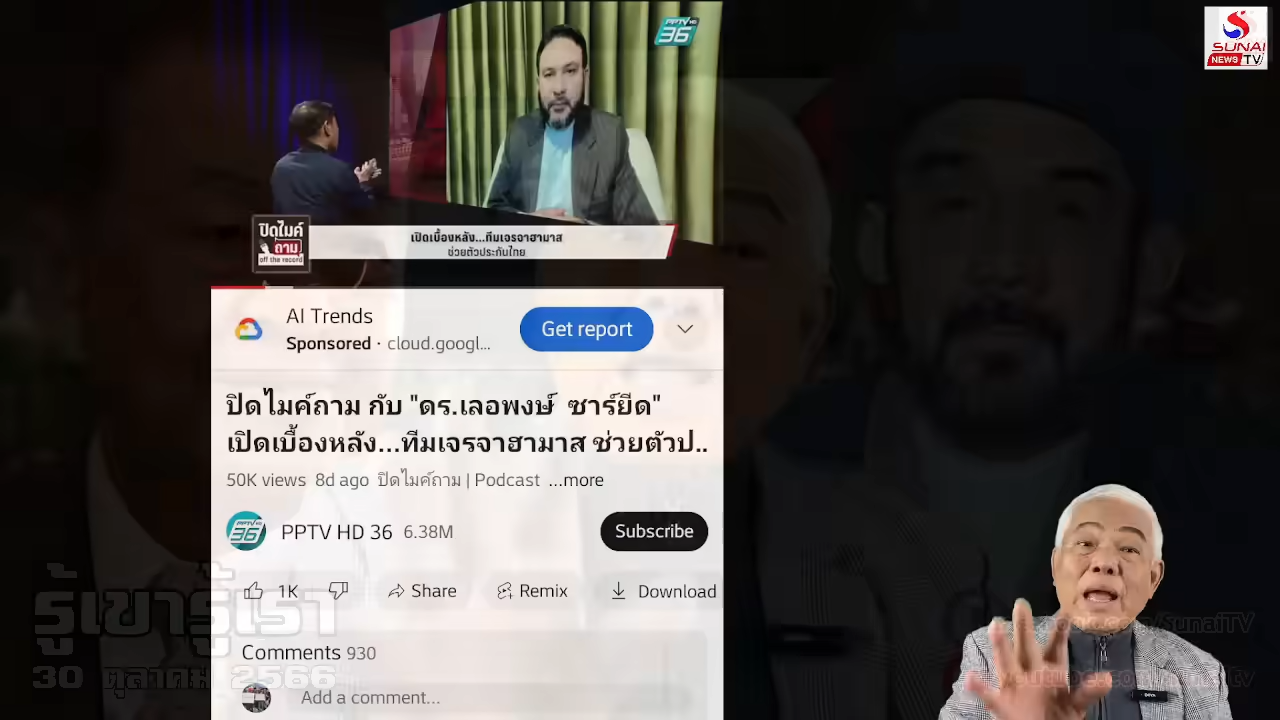 PPTV HD
36
SUNAI
NEWS TV
ปิดไมค์
ถาม
off the record
เปิดเบื้องหลัง...ทีมเจรจาฮามาส
ช่วยตัวประกันไทย
AI Trends
Sponsored · cloud.googl...
Get report
ปิดไมค์ถาม กับ "ดร.เลอพงษ์ ซาร์ยีด"
เปิดเบื้องหลัง...ทีมเจรจาฮามาส ช่วยตัวป..
50K views 8d ago ปิดไมค์ถาม | Podcast ...more
PPTV HD 36 6.38M
Subscribe
1K
Share
Remix
Download
รู้เขารู้เรา
30 ตุลาคม 2566
Comments 930
Add a comment...
facebook.com/SunaiTV
youtube.com/sunaitv